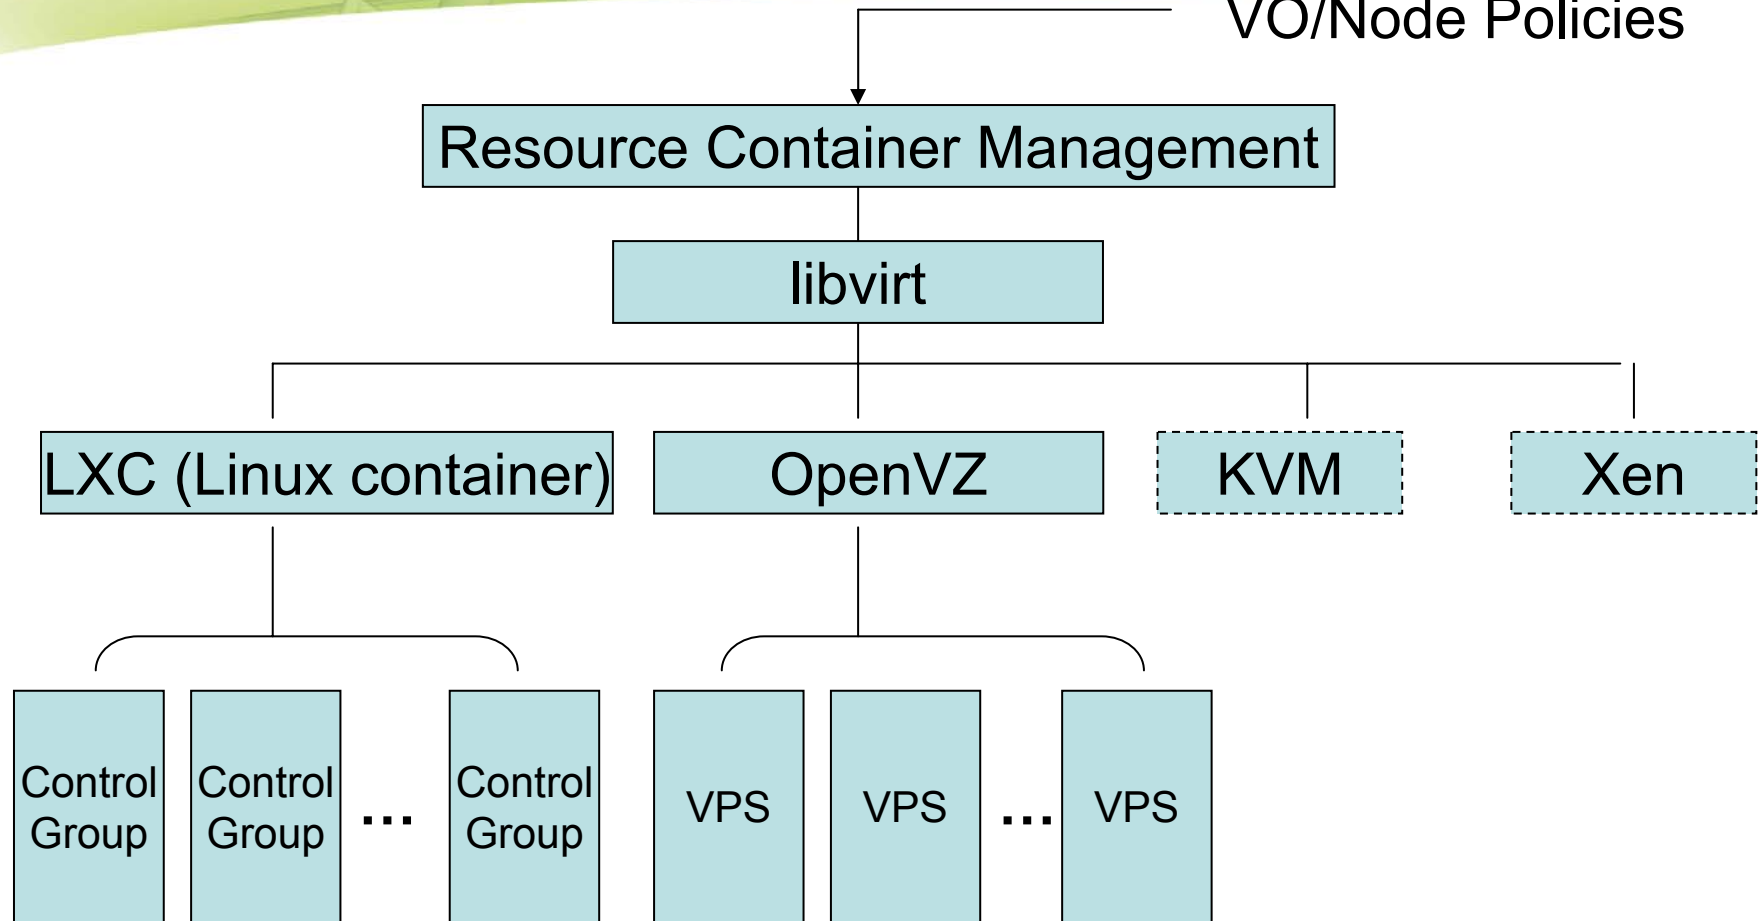 VO/Node Policies
Resource Container Management
libvirt
LXC (Linux container)
OpenVZ
KVM
Xen
Control
Group
Control
Group
...
Control
Group
VPS
VPS
...
VPS